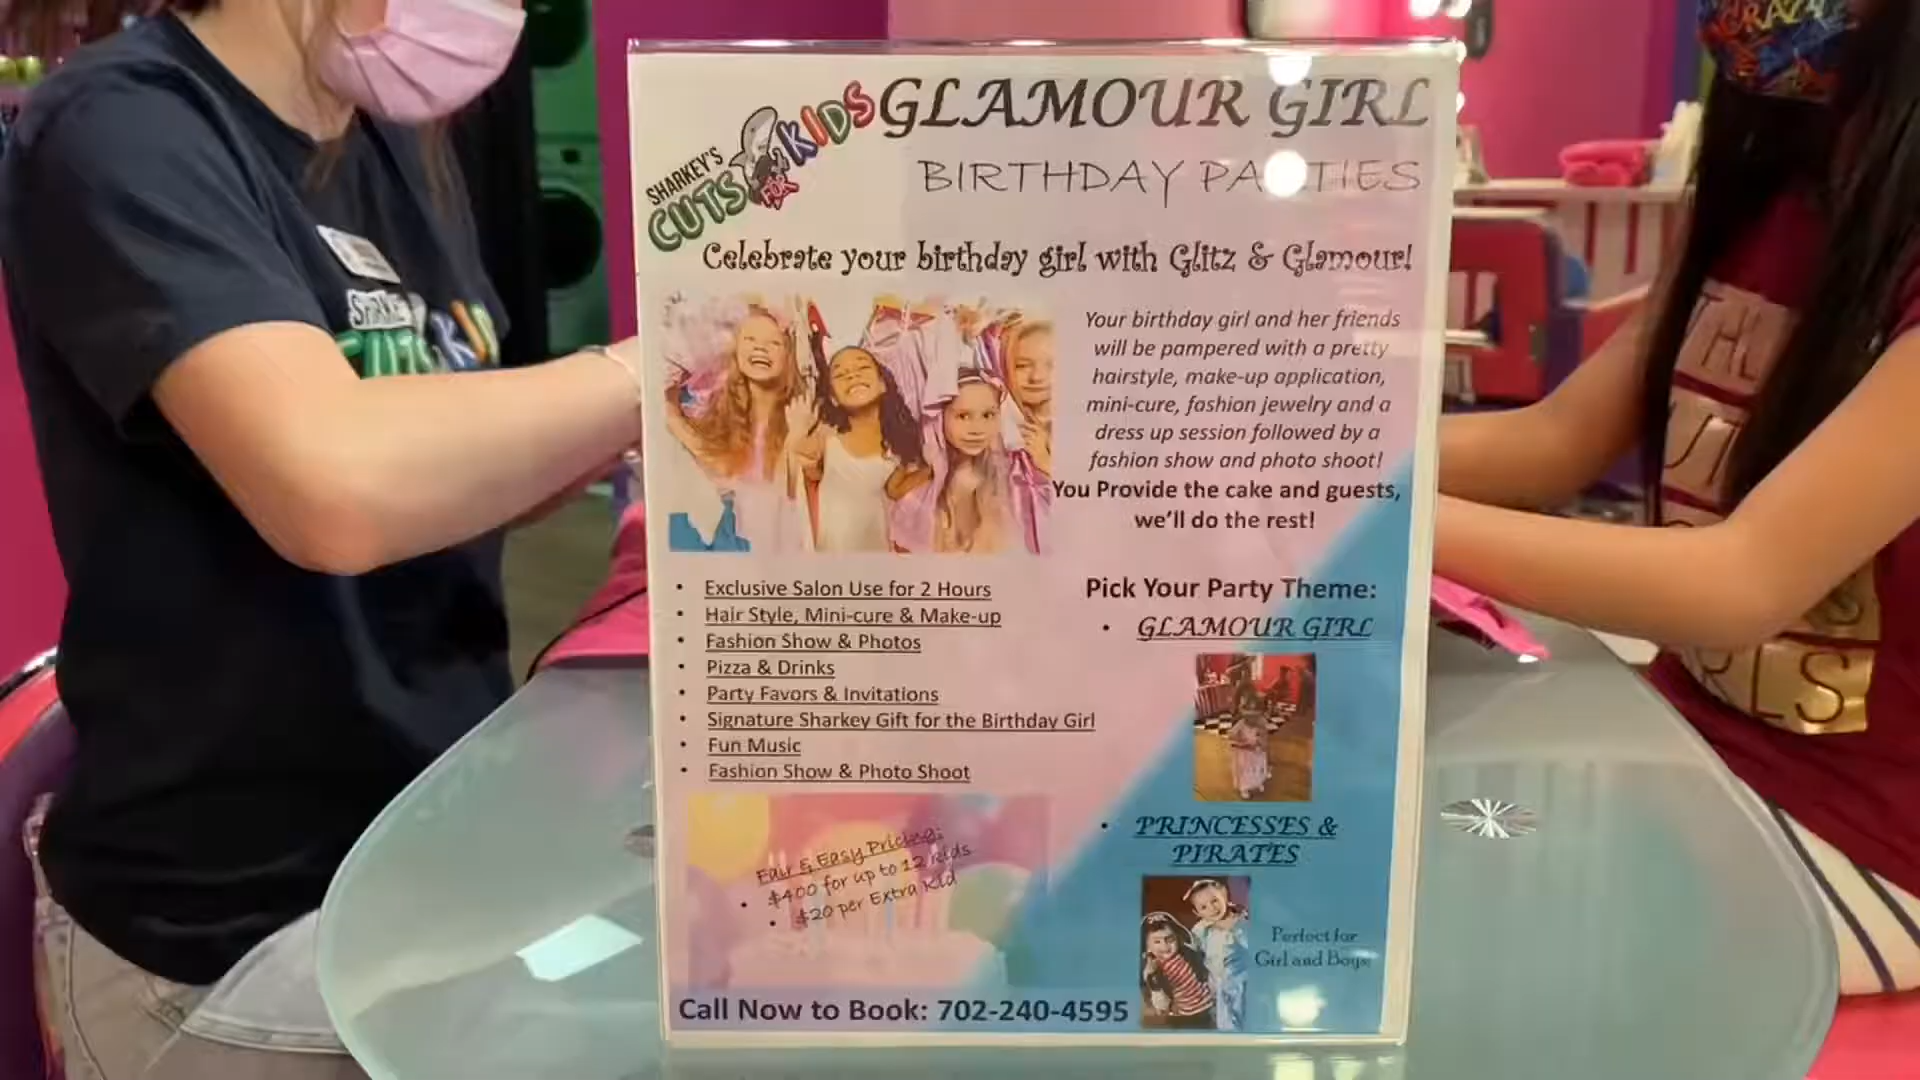 SHARKEY'S
CUTS FOR KIDS
GLAMOUR GIRL
BIRTHDAY PARTIES
Celebrate your birthday girl with Glitz & Glamour!
Your birthday girl and her friends
will be pampered with a pretty
hairstyle, make-up application,
mini-cure, fashion jewelry and a
dress up session followed by a
fashion show and photo shoot!
You Provide the cake and guests,
we'll do the rest!
• Exclusive Salon Use for 2 Hours
• Hair Style, Mini-cure & Make-up
• Fashion Show & Photos
• Pizza & Drinks
• Party Favors & Invitations
• Signature Sharkey Gift for the Birthday Girl
• Fun Music
• Fashion Show & Photo Shoot
Fair & Easy Pricing:
• $400 for up to 12 kids
• $20 per Extra Kid
Call Now to Book: 702-240-4595
Pick Your Party Theme:
• GLAMOUR GIRL
• PRINCESSES &
PIRATES
Perfect for
Girl and Boys
CRAZY